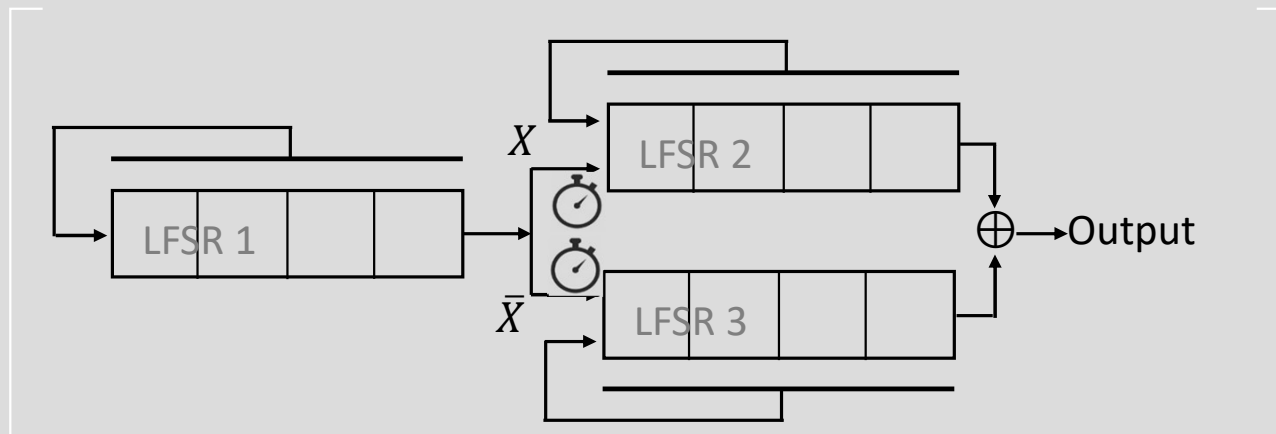 X
LFSR 2
LFSR 1
⊕
Output
X̄
LFSR 3